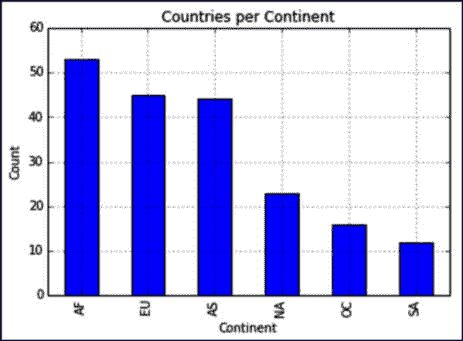 Countries per Continent
60
50
40
30
20
10
0
Count
AF
EU
AS
NA
OC
SA
Continent